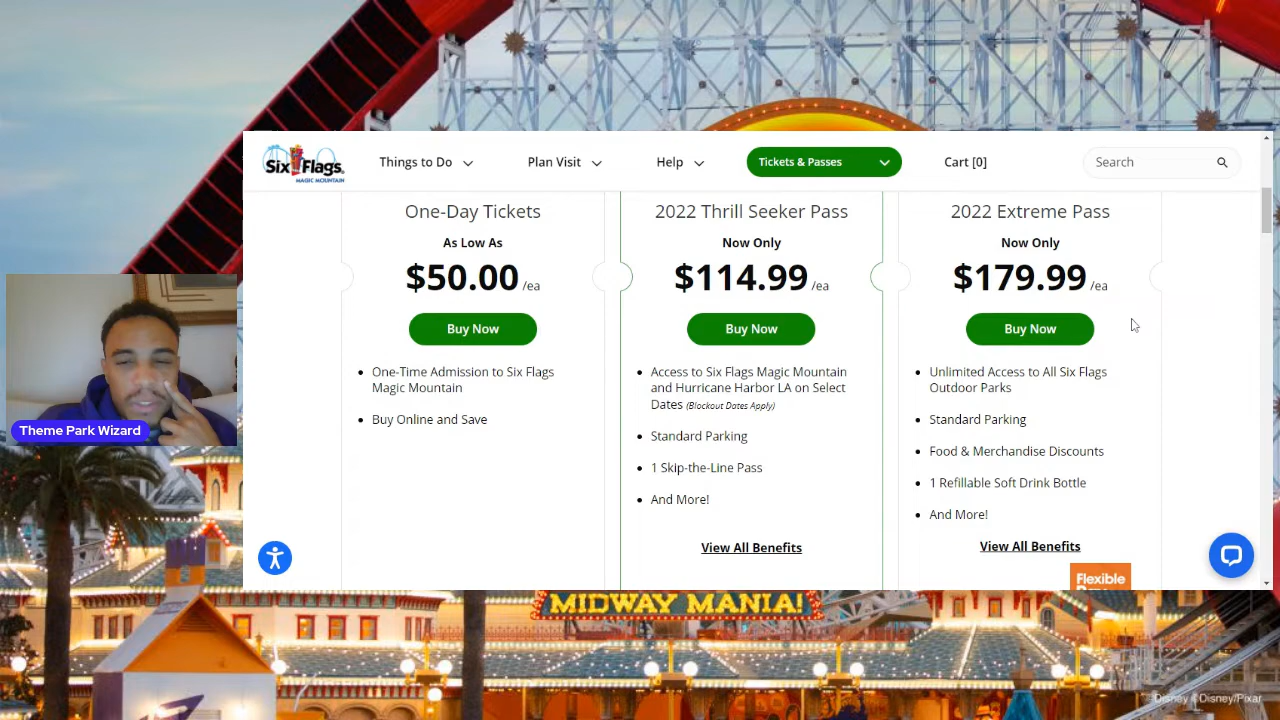 Six Flags
MAGIC MOUNTAIN
Things to Do
Plan Visit
Help
Tickets & Passes
Cart [0]
Search
One-Day Tickets
As Low As
$50.00 /ea
Buy Now
One-Time Admission to Six Flags
Magic Mountain
Buy Online and Save
2022 Thrill Seeker Pass
Now Only
$114.99 /ea
Buy Now
Access to Six Flags Magic Mountain
and Hurricane Harbor LA on Select
Dates (Blockout Dates Apply)
Standard Parking
1 Skip-the-Line Pass
And More!
View All Benefits
2022 Extreme Pass
Now Only
$179.99 /ea
Buy Now
Unlimited Access to All Six Flags
Outdoor Parks
Standard Parking
Food & Merchandise Discounts
1 Refillable Soft Drink Bottle
And More!
View All Benefits
Flexible
Theme Park Wizard
MIDWAY MANIA!
©Disney ©Disney/Pixar